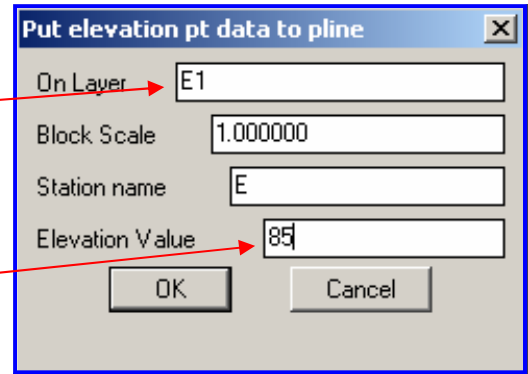 Put elevation pt data to pline
On Layer E1
Block Scale 1.000000
Station name E
Elevation Value 85
OK Cancel